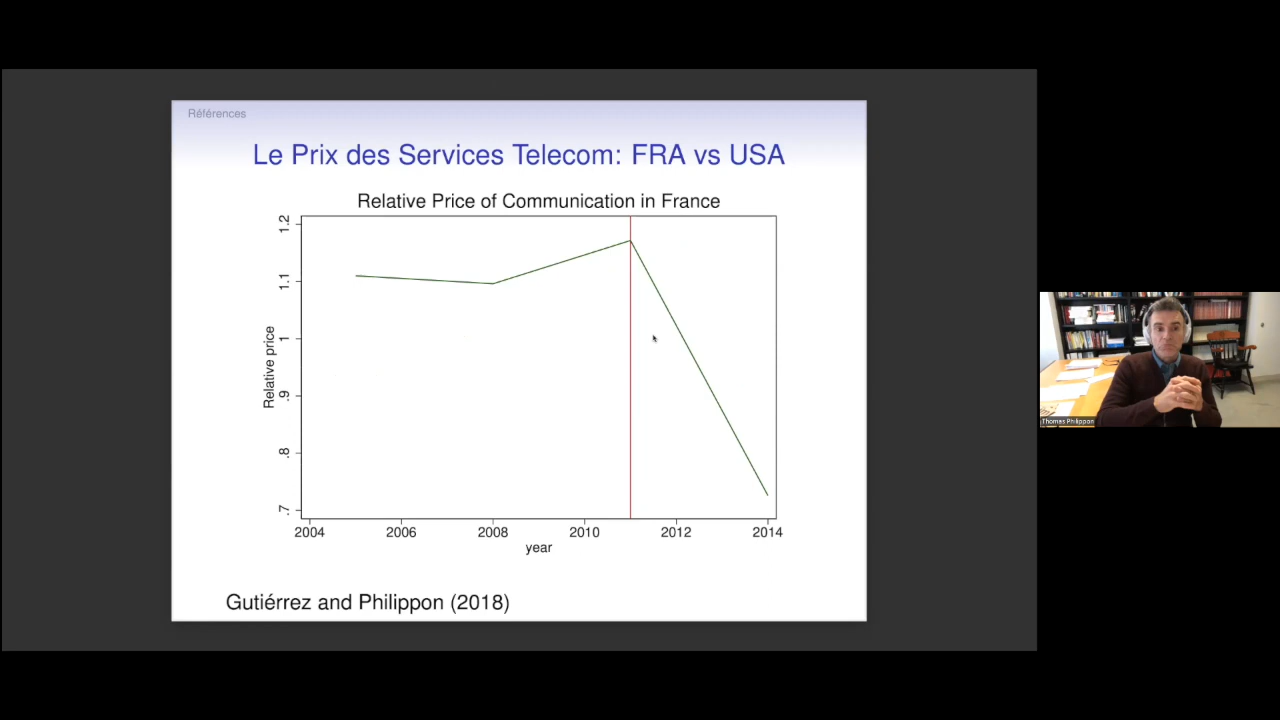 Références
Le Prix des Services Telecom: FRA vs USA
Relative Price of Communication in France
1.2
1.1
1
.9
.8
.7
Relative price
2004 2006 2008 2010 2012 2014
year
Gutiérrez and Philippon (2018)
Thomas Philippon